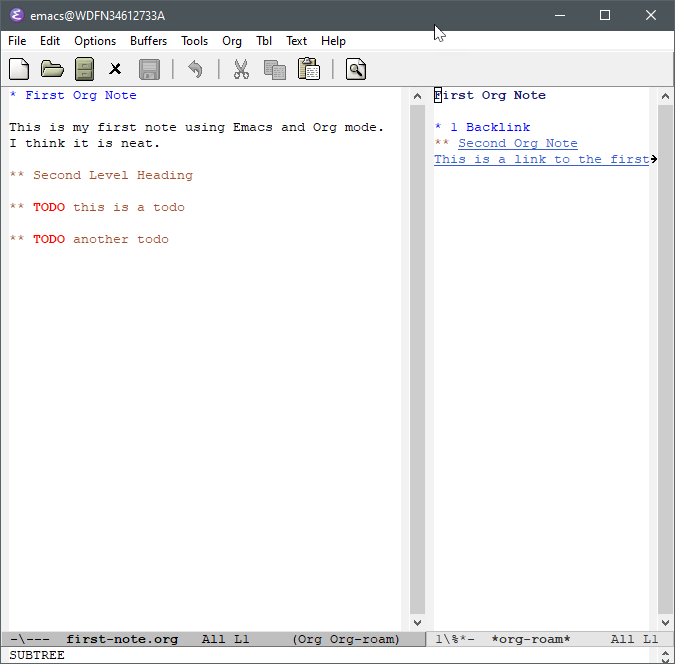 emacs@WDFN34612733A
File Edit Options Buffers Tools Org Tbl Text Help
* First Org Note
This is my first note using Emacs and Org mode.
I think it is neat.
** Second Level Heading
** TODO this is a todo
** TODO another todo
First Org Note
* 1 Backlink
** Second Org Note
This is a link to the first
-\--- first-note.org All L1 (Org Org-roam)
1\%*- *org-roam* All L1
SUBTREE